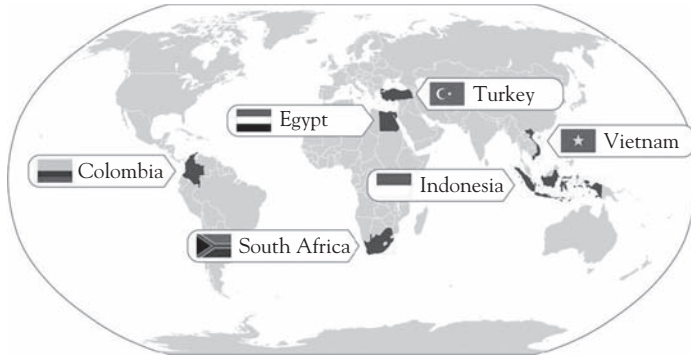 Turkey
Egypt
Vietnam
Colombia
Indonesia
South Africa